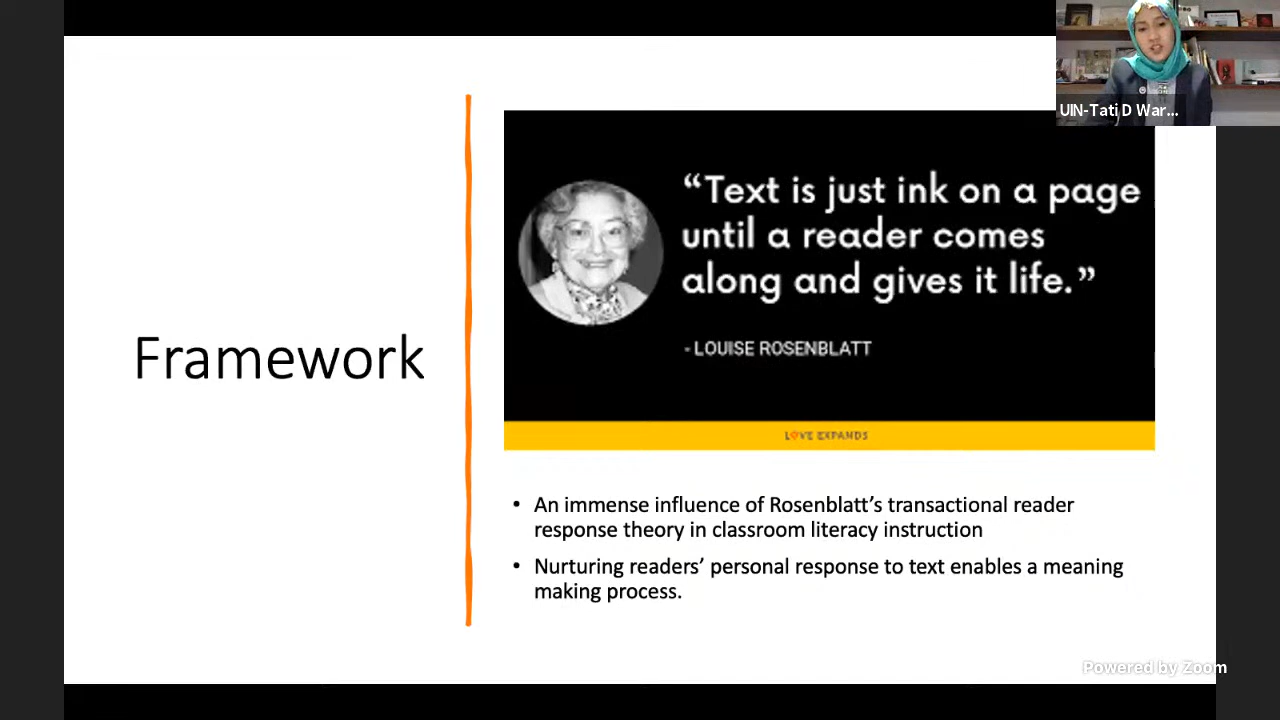 UIN-Tati D War...
Framework
“Text is just ink on a page
until a reader comes
along and gives it life.”
- LOUISE ROSENBLATT
LOVE EXPANDS
• An immense influence of Rosenblatt’s transactional reader
response theory in classroom literacy instruction
• Nurturing readers’ personal response to text enables a meaning
making process.
Powered by Zoom